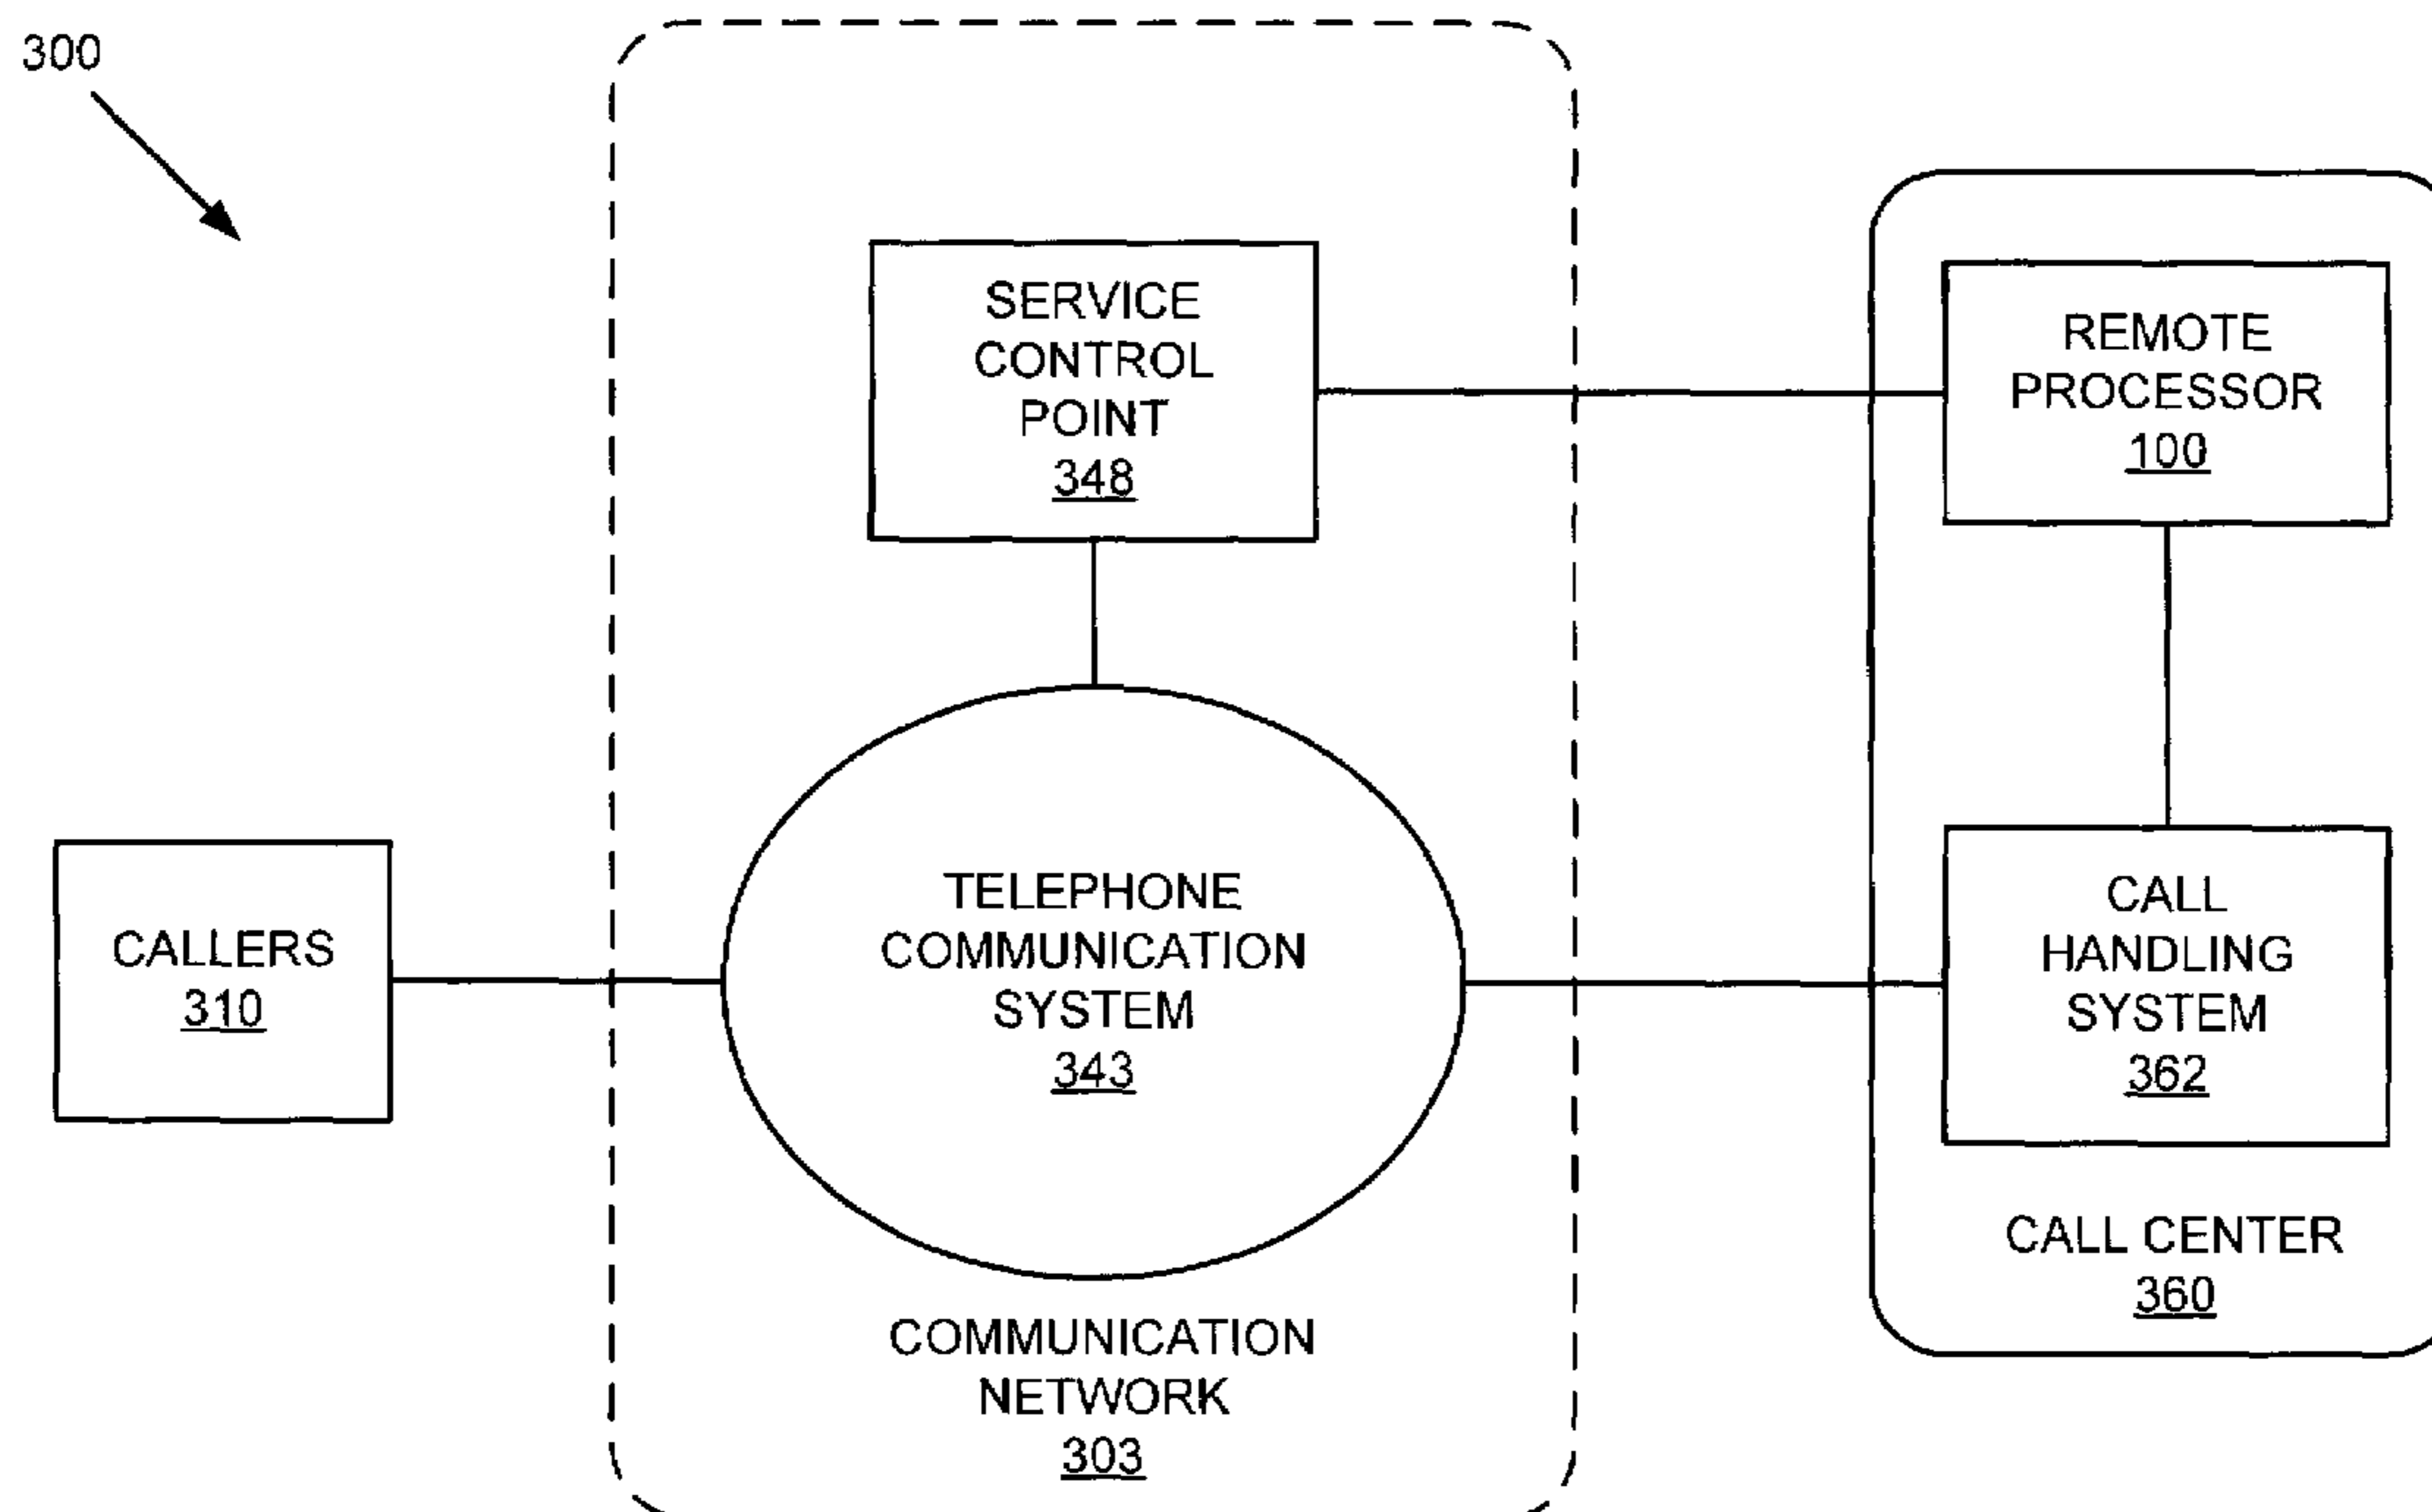 300
SERVICE
CONTROL
POINT
348
REMOTE
PROCESSOR
100
CALLERS
310
TELEPHONE
COMMUNICATION
SYSTEM
343
CALL
HANDLING
SYSTEM
362
CALL CENTER
360
COMMUNICATION
NETWORK
303